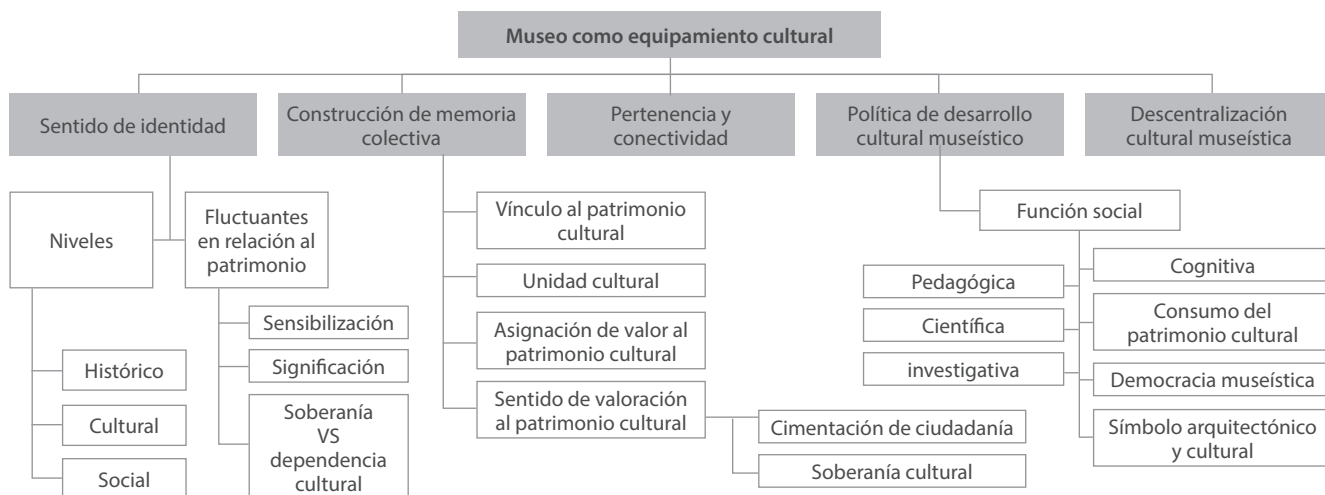 Museo como equipamiento cultural
Sentido de identidad
Construcción de memoria
colectiva
Pertenencia y
conectividad
Política de desarrollo
cultural museístico
Descentralización
cultural museística
Niveles
Fluctuantes
en relación al
patrimonio
Histórico
Cultural
Social
Sensibilización
Significación
Soberanía
VS
dependencia
cultural
Vínculo al patrimonio
cultural
Unidad cultural
Asignación de valor al
patrimonio cultural
Sentido de valoración
al patrimonio cultural
Cimentación de ciudadanía
Soberanía cultural
Función social
Pedagógica
Científica
investigativa
Cognitiva
Consumo del
patrimonio cultural
Democracia museística
Símbolo arquitectónico
y cultural